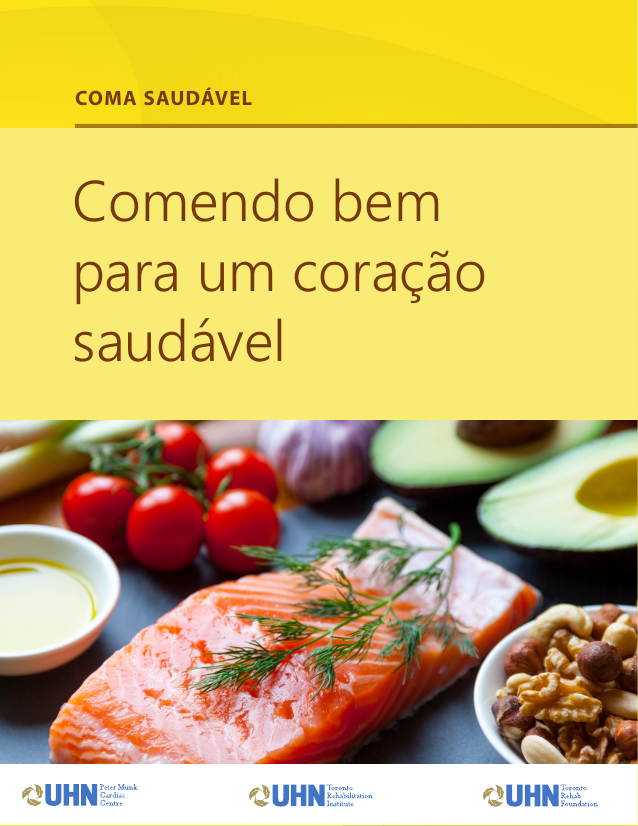 COMA SAUDÁVEL
Comendo bem
para um coração
saudável
UHN Peter Munk
Cardiac
Centre
UHN Toronto
Rehabilitation
Institute
UHN Toronto
Rehab
Foundation